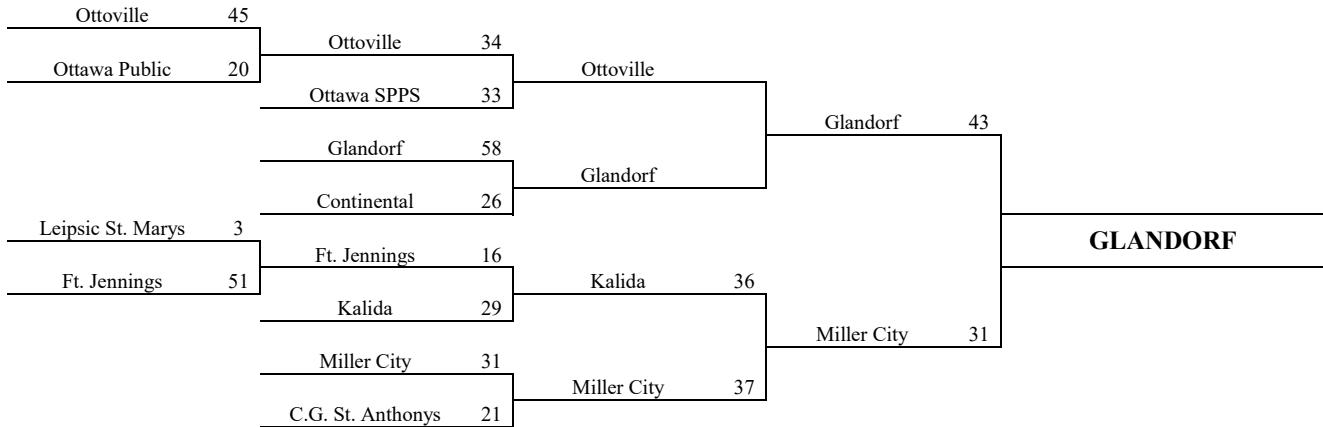 Ottoville 45
Ottoville 34
Ottawa Public 20
Ottoville
Ottawa SPPS 33
Glandorf 43
Glandorf 58
Glandorf
Continental 26
Leipsic St. Marys 3
GLANDORF
Ft. Jennings 16
Ft. Jennings 51
Kalida 36
Kalida 29
Miller City 31
Miller City 31
Miller City 37
C.G. St. Anthonys 21